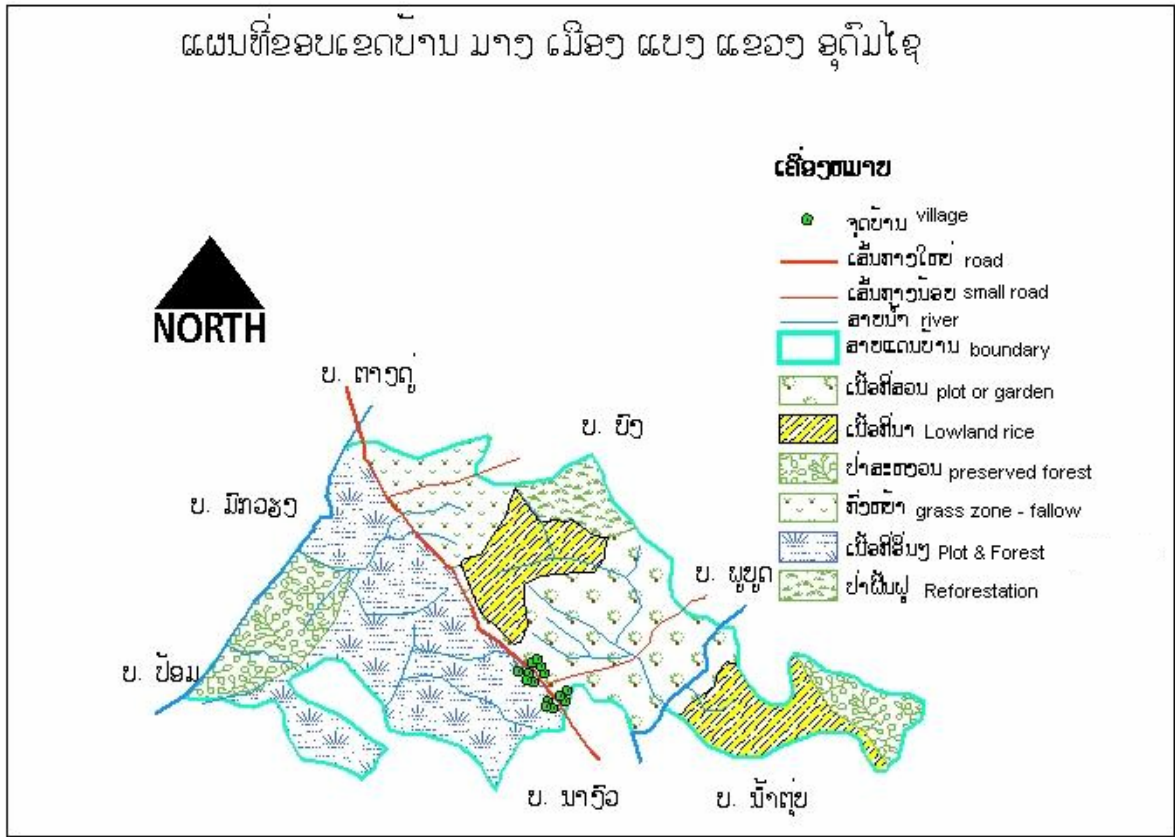 ແຜນທີ່ຂອບເຂດບ້ານ ມາງ ເມືອງ ແບງ ແຂວງ ອຸດົມໄຊ
ເຄື່ອງຫມາຍ
ຈຸດບ້ານ village
ເສັ້ນທາງໃຫຍ່ road
ເສັ້ນທາງນ້ອຍ small road
ສາຍນ້ຳ river
ສາຍແດນບ້ານ boundary
ເນື້ອທີ່ສວນ plot or garden
ເນື້ອທີ່ນາ Lowland rice
ປ່າສະຫງວນ preserved forest
ທົ່ງຫຍ້າ grass zone - fallow
ເນື້ອທີ່ອື່ນໆ Plot & Forest
ປ່າຟື້ນຟູ Reforestation
NORTH
ບ. ຕາງດູ່
ບ. ບົງ
ບ. ມົກວຽງ
ບ. ພູບູດ
ບ. ປ້ອມ
ບ. ນາງົວ
ບ. ນ້ຳຕຸ່ຍ